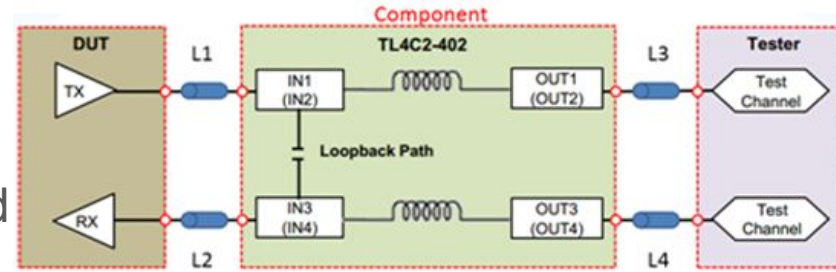 Component
DUT
L1
TL4C2-402
L3
Tester
TX
IN1
(IN2)
OUT1
(OUT2)
Test
Channel
Loopback Path
d
RX
IN3
(IN4)
OUT3
(OUT4)
Test
Channel
L2
L4